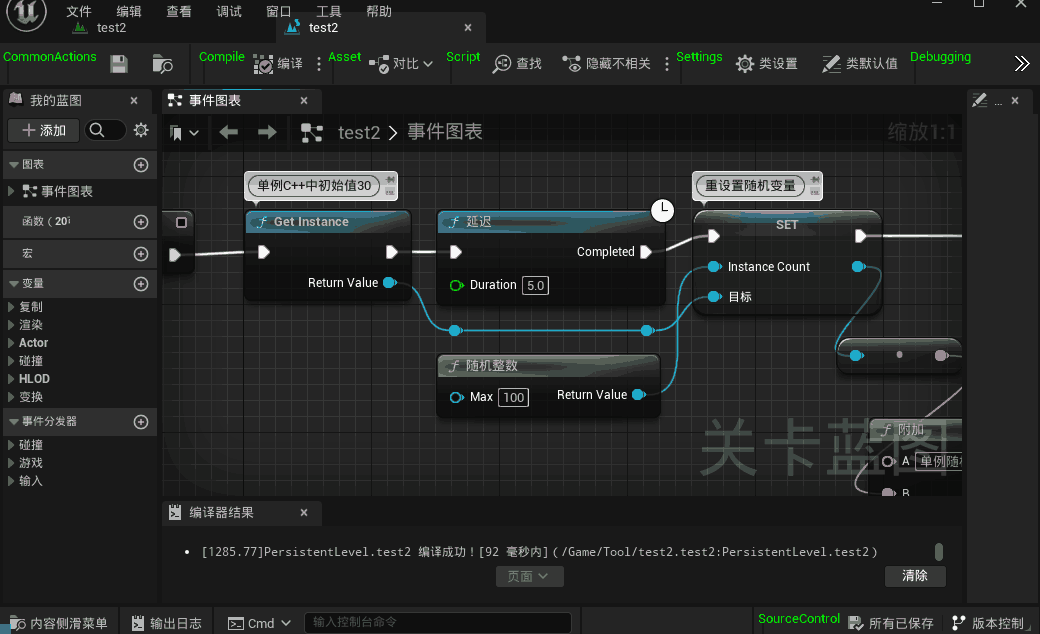 文件 编辑 查看 调试 窗口 工具 帮助
test2 test2
CommonActions Compile 编译 Asset 对比 Script 查找 隐藏不相关 Settings 类设置 类默认值 Debugging
我的蓝图
添加
图表
事件图表
函数（20
宏
变量
复制
渲染
Actor
碰撞
HLOD
变换
事件分发器
碰撞
游戏
输入
事件图表 ...
test2 > 事件图表 缩放1:1
单例C++中初始值30 重设置随机变量
Get Instance 延迟 SET
Completed
Return Value Duration 5.0 Instance Count
目标
随机整数
Max 100 Return Value
关卡蓝图
附加
A 单例随机
B
编译器结果
• [1285.77]PersistentLevel.test2 编译成功！[92 毫秒内]（/Game/Tool/test2.test2:PersistentLevel.test2）
页面
清除
内容侧滑菜单 输出日志 Cmd 输入控制台命令 SourceControl 所有已保存 版本控制